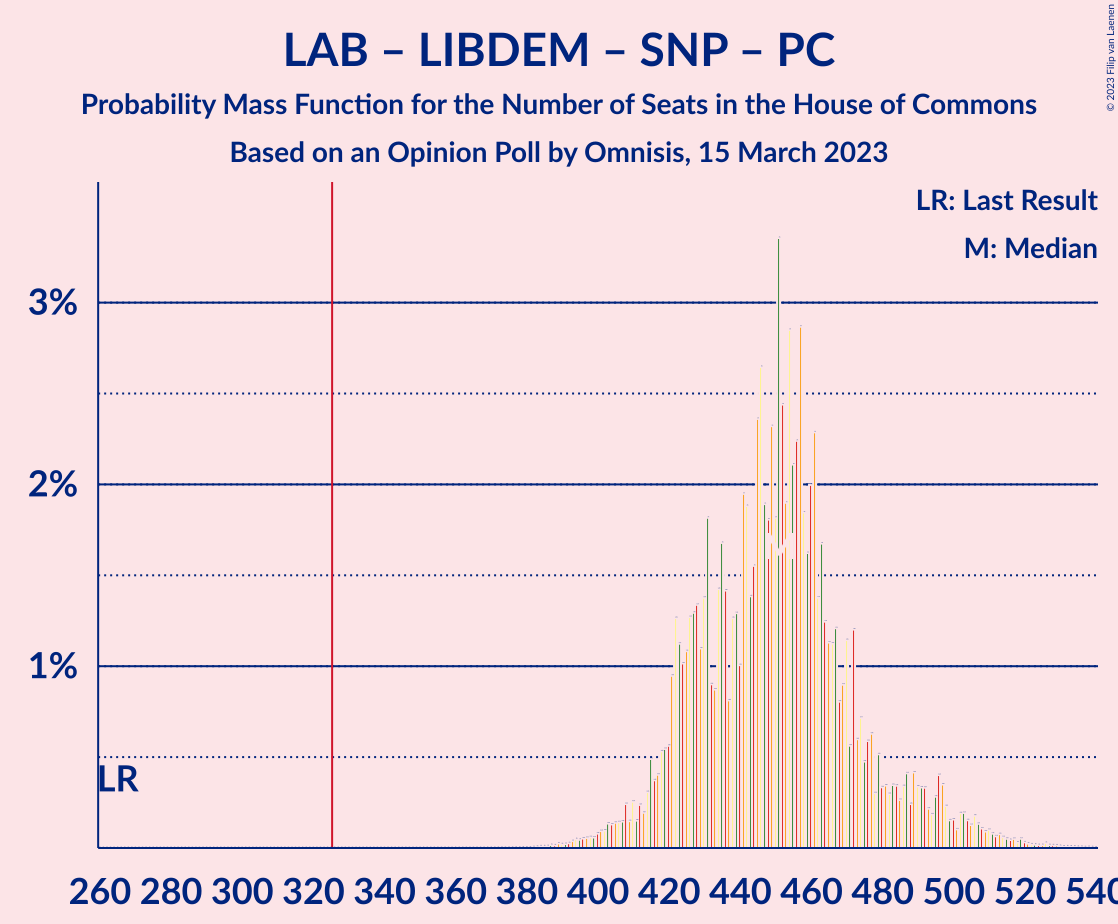 LAB – LIBDEM – SNP – PC
Probability Mass Function for the Number of Seats in the House of Commons
Based on an Opinion Poll by Omnisis, 15 March 2023
© 2023 Filip van Laenen
LR: Last Result
M: Median
3%
2%
1%
LR
260 280 300 320 340 360 380 400 420 440 460 480 500 520 540